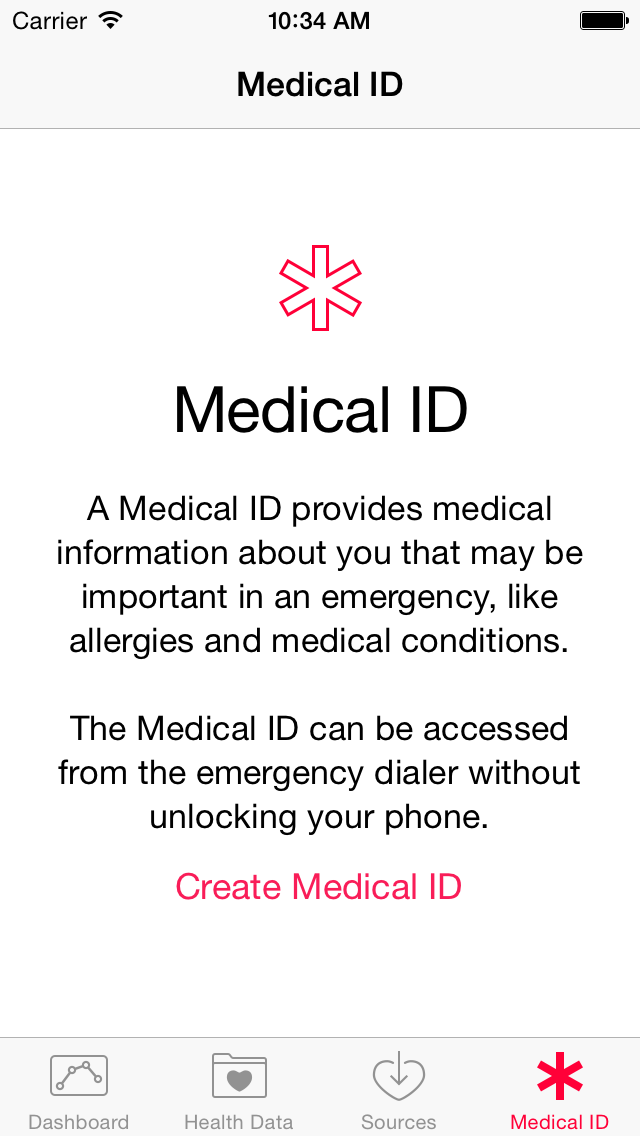 Carrier 10:34 AM
Medical ID
Medical ID
A Medical ID provides medical
information about you that may be
important in an emergency, like
allergies and medical conditions.
The Medical ID can be accessed
from the emergency dialer without
unlocking your phone.
Create Medical ID
Dashboard Health Data Sources Medical ID